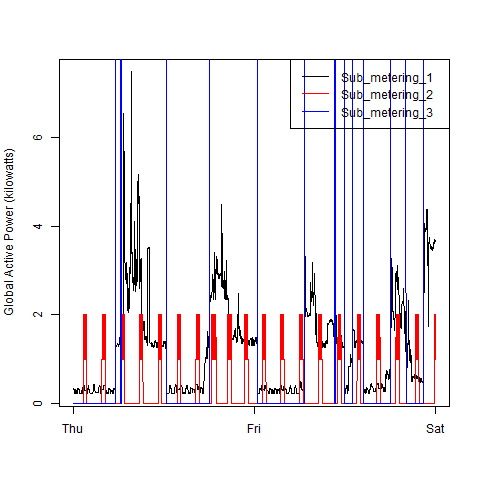 Sub_metering_1
Sub_metering_2
Sub_metering_3
Global Active Power (kilowatts)
6
4
2
0
Thu Fri Sat